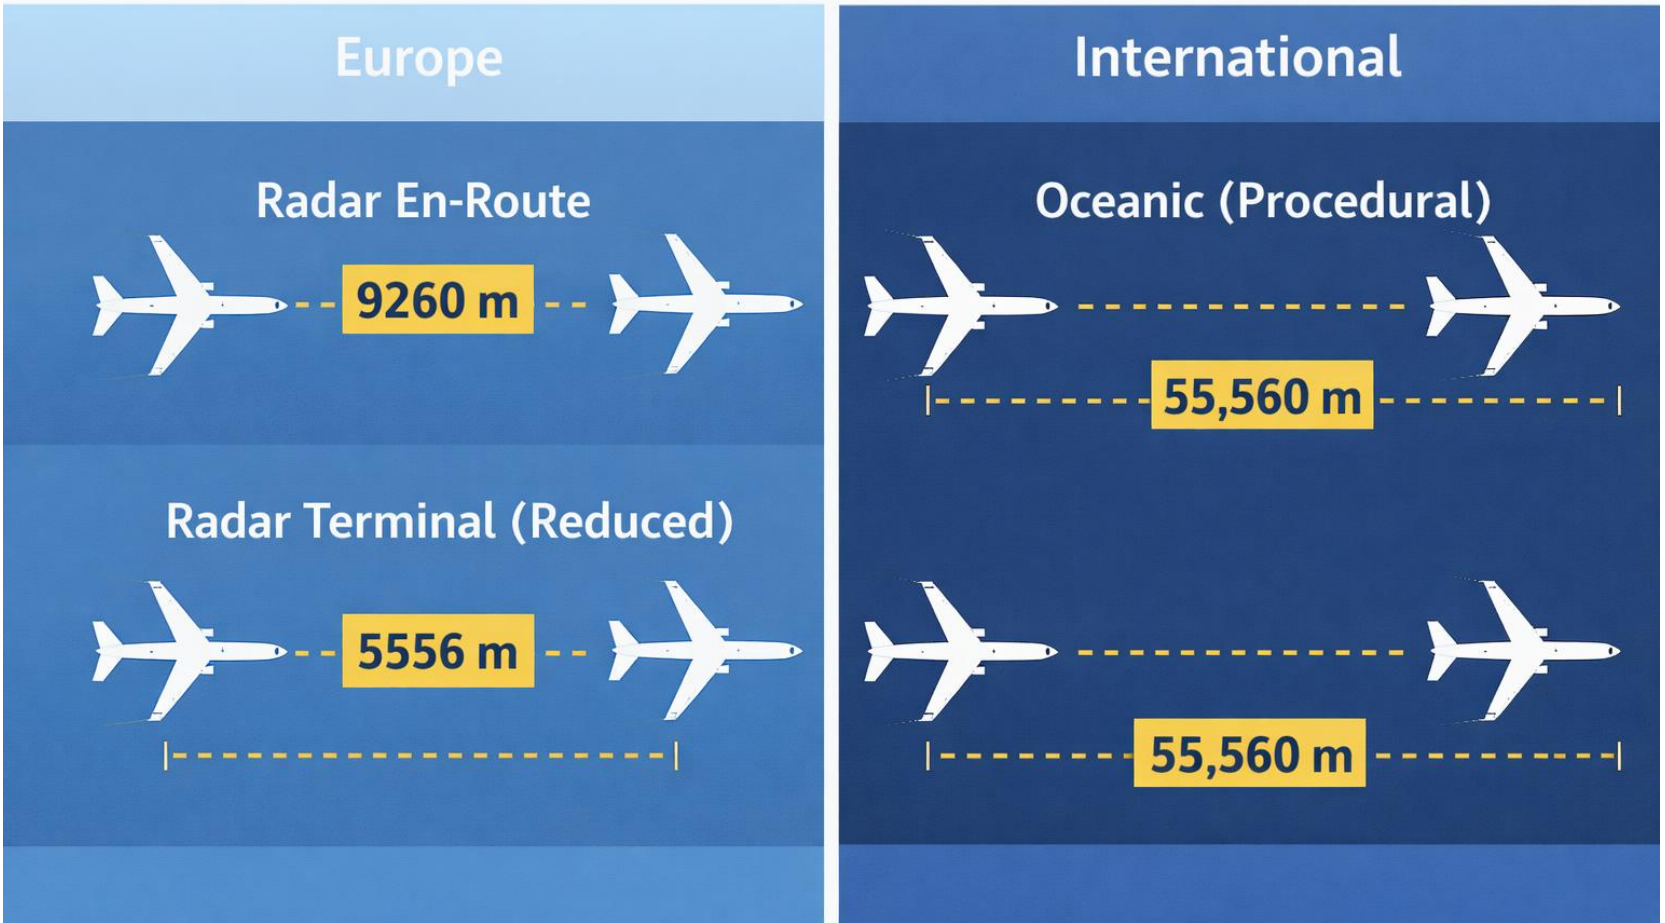 Europe
Radar En-Route
9260 m
Radar Terminal (Reduced)
5556 m
International
Oceanic (Procedural)
55,560 m
55,560 m